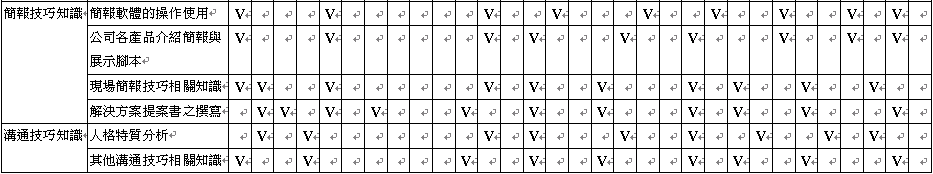 簡報技巧知識 簡報軟體的操作使用 V V V V V V V V V
公司各產品介紹簡報與 V V V V V V V V V
展示腳本
現場簡報技巧相關知識 V V V V V V V V V V
解決方案提案書之撰寫 V V V V V V V V V V V
溝通技巧知識 人格特質分析 V V V V V V V V V
其他溝通技巧相關知識 V V V V V V V V V